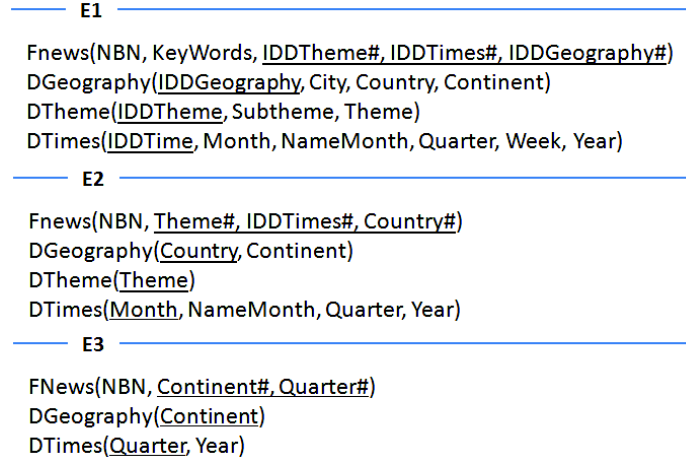 E1
Fnews(NBN, KeyWords, IDDTheme#, IDDTimes#, IDDGeography#)
DGeography(IDDGeography, City, Country, Continent)
DTheme(IDDTheme, Subtheme, Theme)
DTimes(IDDTime, Month, NameMonth, Quarter, Week, Year)
E2
Fnews(NBN, Theme#, IDDTimes#, Country#)
DGeography(Country, Continent)
DTheme(Theme)
DTimes(Month, NameMonth, Quarter, Year)
E3
FNews(NBN, Continent#, Quarter#)
DGeography(Continent)
DTimes(Quarter, Year)